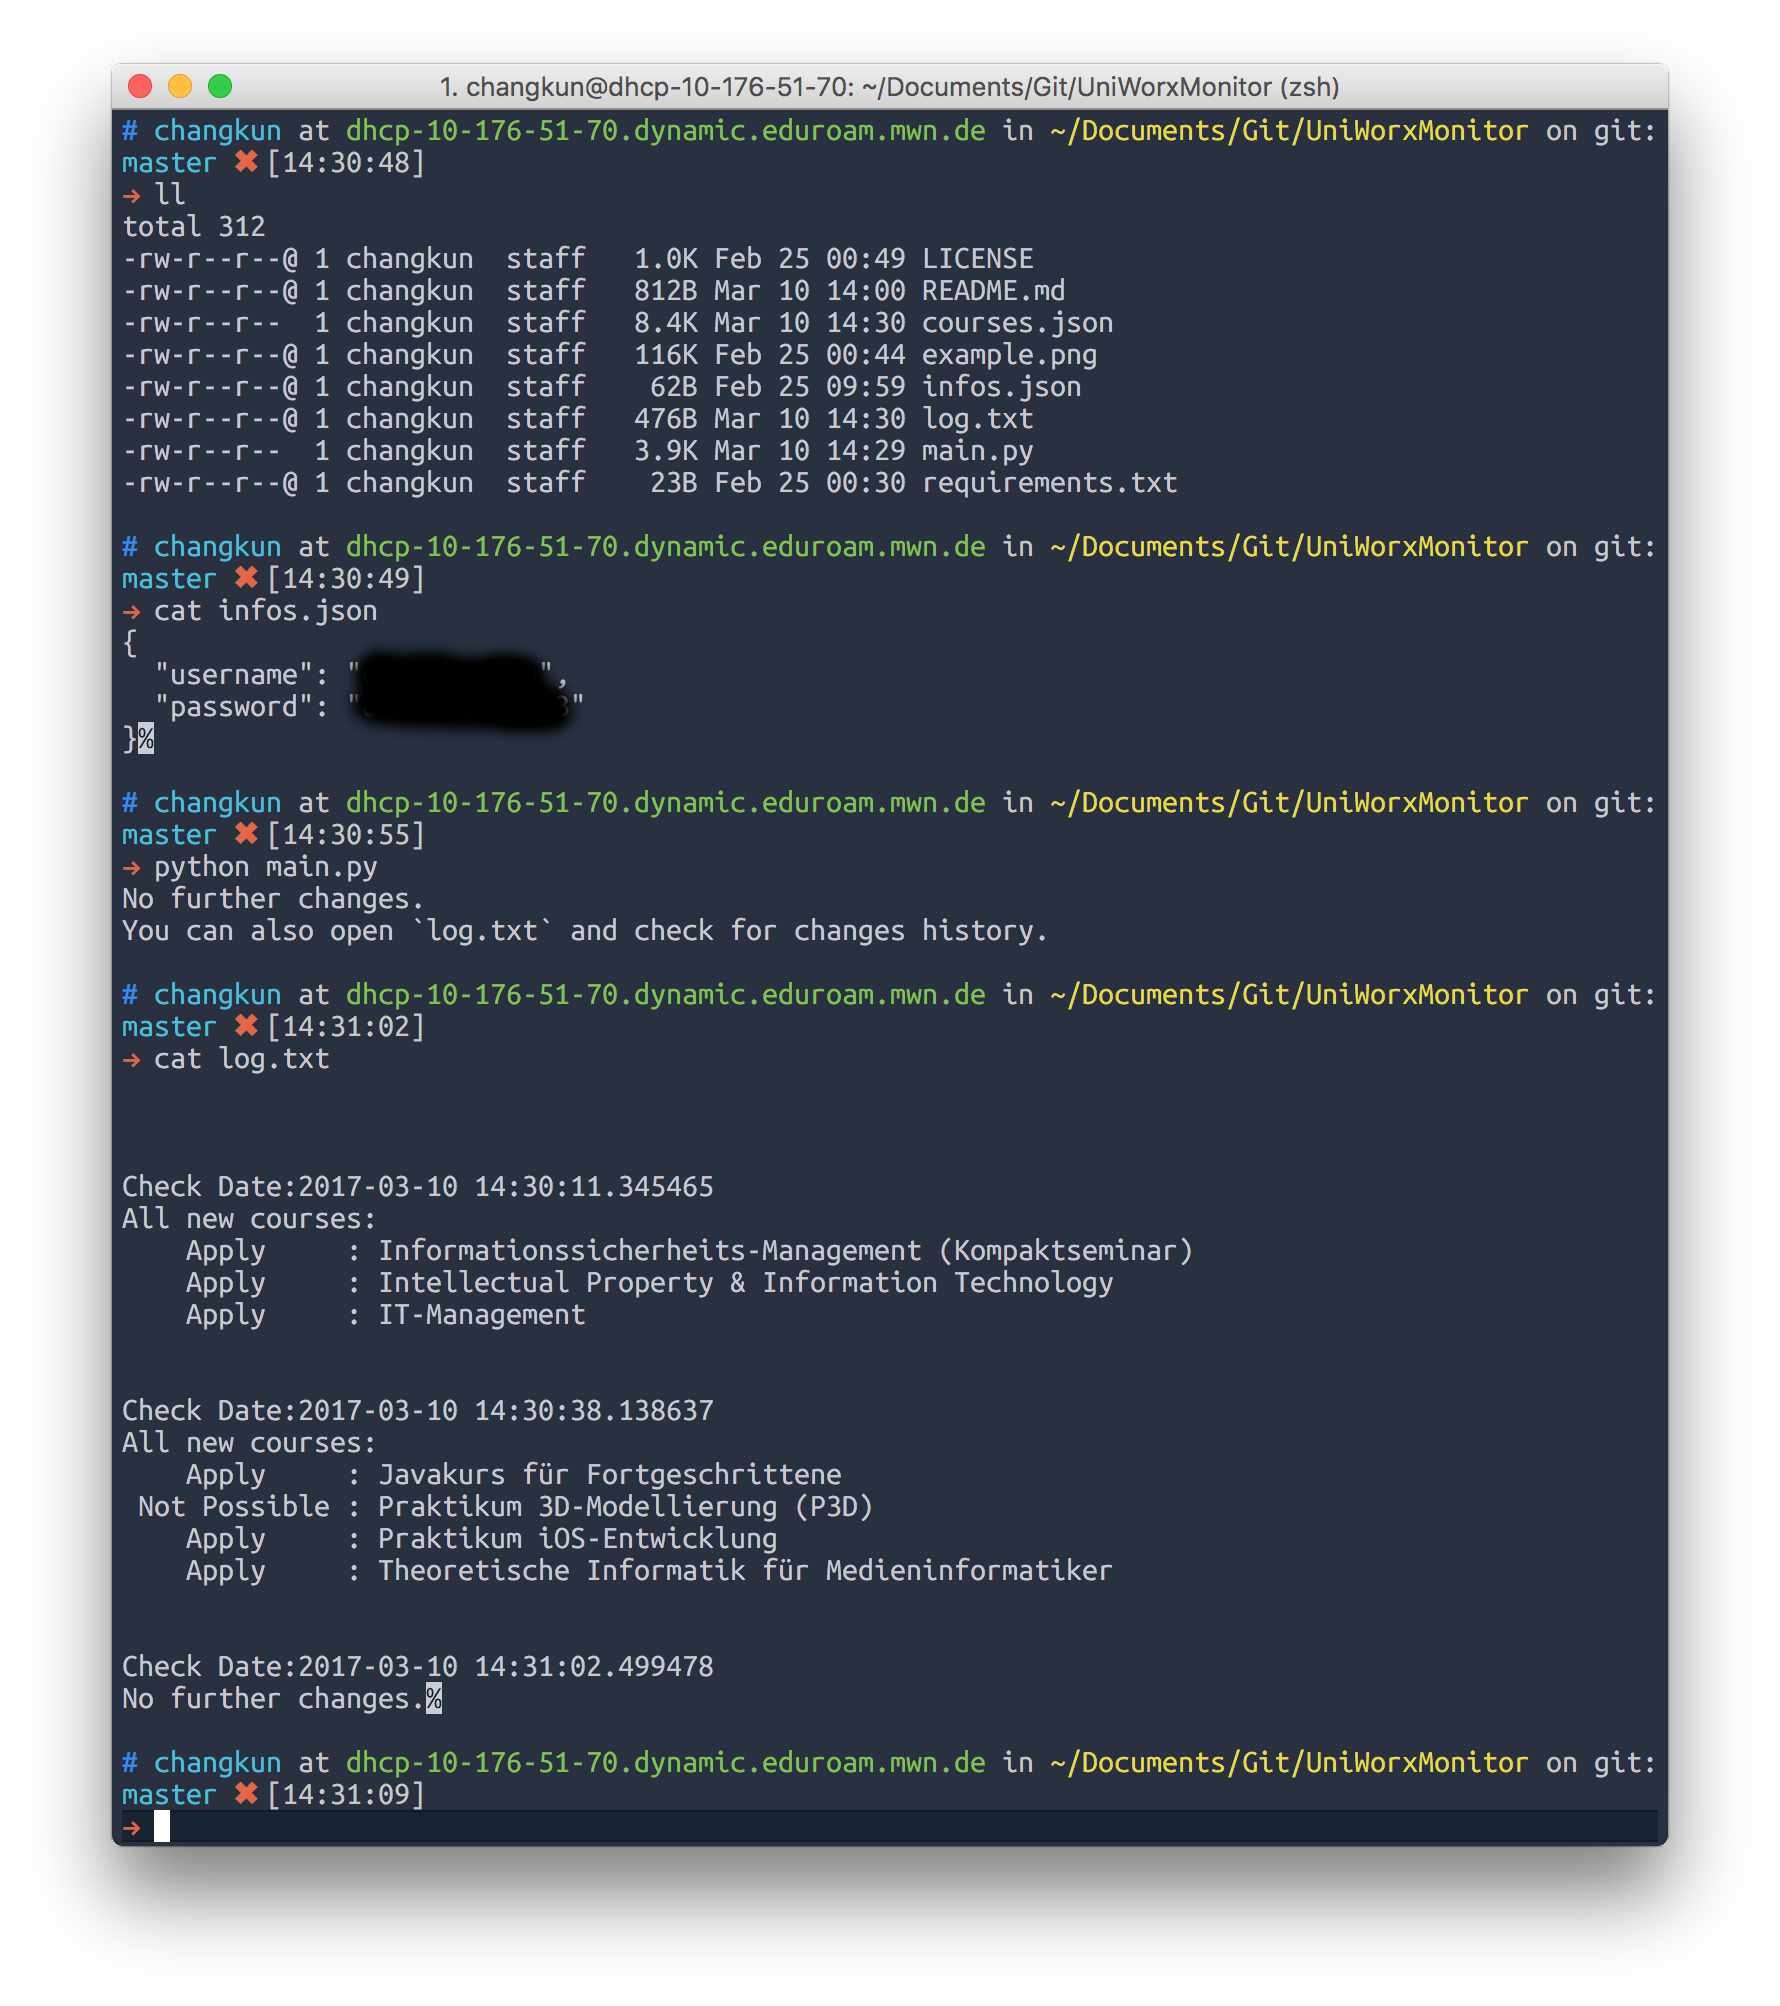 1. changkun@dhcp-10-176-51-70: ~/Documents/Git/UniWorxMonitor (zsh)
# changkun at dhcp-10-176-51-70.dynamic.eduroam.mwn.de in ~/Documents/Git/UniWorxMonitor on git:
master ✖ [14:30:48]
→ ll
total 312
-rw-r--r--@ 1 changkun  staff   1.0K Feb 25 00:49 LICENSE
-rw-r--r--@ 1 changkun  staff   812B Mar 10 14:00 README.md
-rw-r--r--  1 changkun  staff   8.4K Mar 10 14:30 courses.json
-rw-r--r--@ 1 changkun  staff   116K Feb 25 00:44 example.png
-rw-r--r--@ 1 changkun  staff    62B Feb 25 09:59 infos.json
-rw-r--r--@ 1 changkun  staff   476B Mar 10 14:30 log.txt
-rw-r--r--  1 changkun  staff   3.9K Mar 10 14:29 main.py
-rw-r--r--@ 1 changkun  staff    23B Feb 25 00:30 requirements.txt
# changkun at dhcp-10-176-51-70.dynamic.eduroam.mwn.de in ~/Documents/Git/UniWorxMonitor on git:
master ✖ [14:30:49]
→ cat infos.json
{
  "username": "",
  "password": ""
}%
# changkun at dhcp-10-176-51-70.dynamic.eduroam.mwn.de in ~/Documents/Git/UniWorxMonitor on git:
master ✖ [14:30:55]
→ python main.py
No further changes.
You can also open `log.txt` and check for changes history.
# changkun at dhcp-10-176-51-70.dynamic.eduroam.mwn.de in ~/Documents/Git/UniWorxMonitor on git:
master ✖ [14:31:02]
→ cat log.txt
Check Date:2017-03-10 14:30:11.345465
All new courses:
    Apply     : Informationssicherheits-Management (Kompaktseminar)
    Apply     : Intellectual Property & Information Technology
    Apply     : IT-Management
Check Date:2017-03-10 14:30:38.138637
All new courses:
    Apply     : Javakurs für Fortgeschrittene
 Not Possible : Praktikum 3D-Modellierung (P3D)
    Apply     : Praktikum iOS-Entwicklung
    Apply     : Theoretische Informatik für Medieninformatiker
Check Date:2017-03-10 14:31:02.499478
No further changes.%
# changkun at dhcp-10-176-51-70.dynamic.eduroam.mwn.de in ~/Documents/Git/UniWorxMonitor on git:
master ✖ [14:31:09]
→